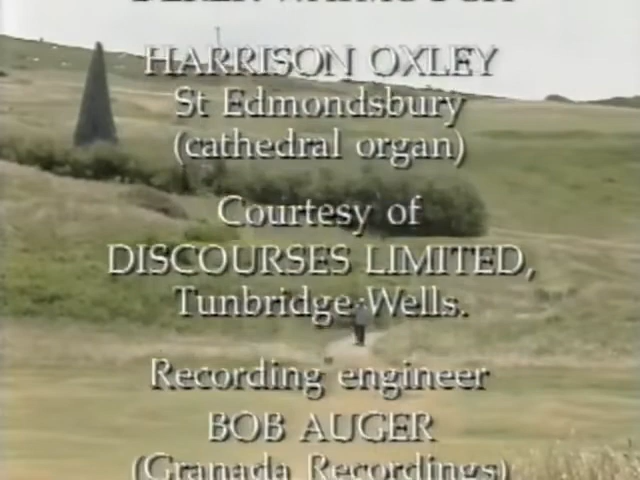 HARRISON OXLEY
St Edmondsbury
(cathedral organ)
Courtesy of
DISCOURSES LIMITED,
Tunbridge Wells.
Recording engineer
BOB AUGER
(Granada Recordings)